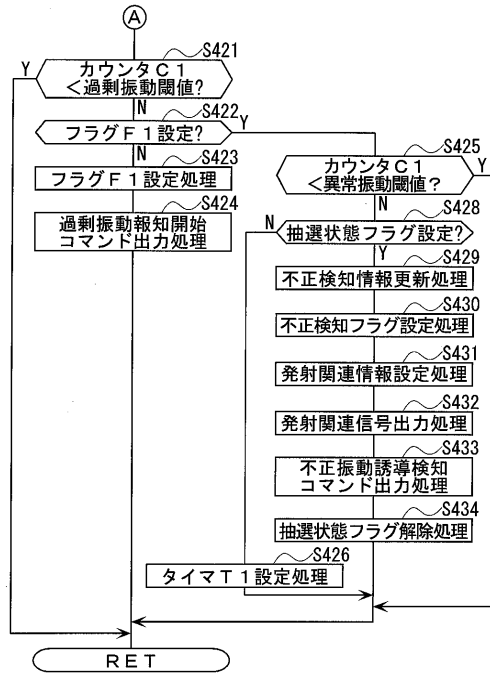 A
S421
カウンタC1
<過剰振動閾値?
Y
N
S422
フラグF1設定?
Y
N
S423
フラグF1設定処理
S424
過剰振動報知開始
コマンド出力処理
S425
カウンタC1
<異常振動閾値?
Y
N
S428
抽選状態フラグ設定?
N
Y
S429
不正検知情報更新処理
S430
不正検知フラグ設定処理
S431
発射関連情報設定処理
S432
発射関連信号出力処理
S433
不正振動誘導検知
コマンド出力処理
S434
抽選状態フラグ解除処理
S426
タイマT1設定処理
RET